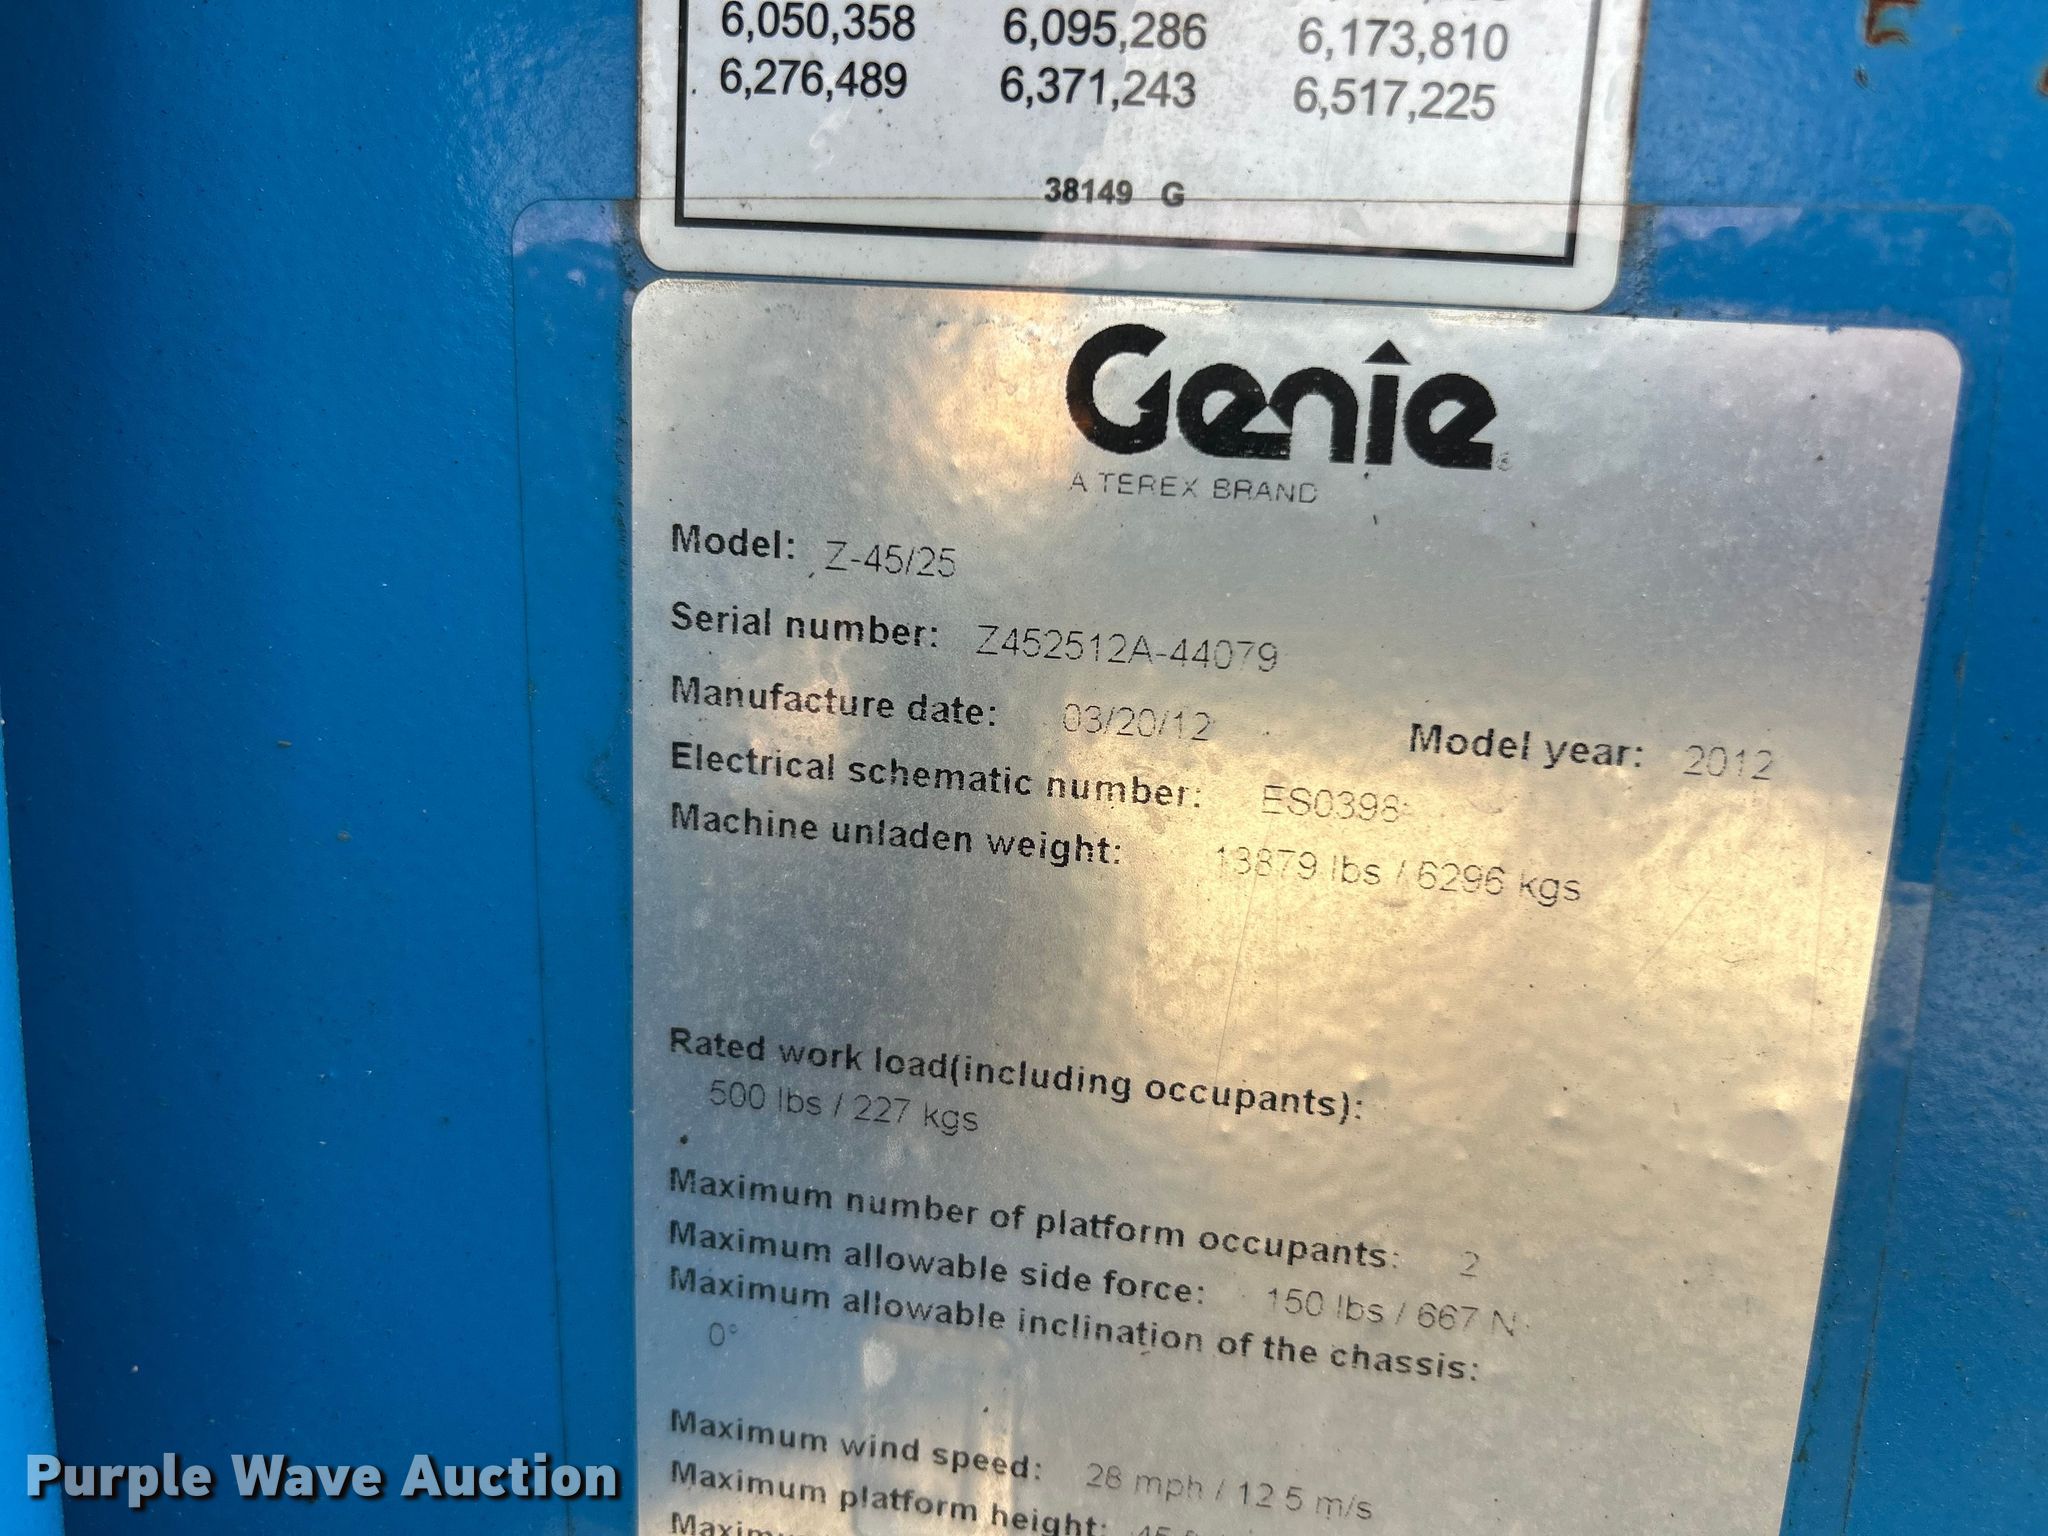 6,050,358 6,095,286 6,173,810
6,276,489 6,371,243 6,517,225
38149 G
Genie®
A TEREX BRAND
Model: Z-45/25
Serial number: Z452512A-44079
Manufacture date: 03/20/12 Model year: 2012
Electrical schematic number: ES0398
Machine unladen weight: 13879 lbs / 6296 kgs
Rated work load(including occupants):
500 lbs / 227 kgs
Maximum number of platform occupants: 2
Maximum allowable side force: 150 lbs / 667 N
Maximum allowable inclination of the chassis:
0°
Maximum wind speed: 28 mph / 12.5 m/s
Maximum platform height: 45
Purple Wave Auction